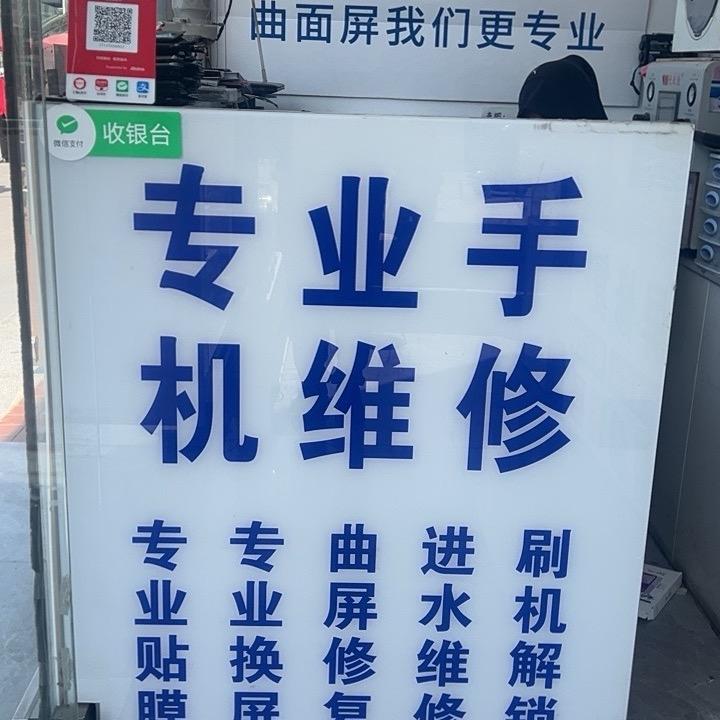 曲面屏我们更专业
收银台
微信支付
专业手
机维修
专业贴膜
专业换屏
曲屏修复
进水维修
刷机解锁